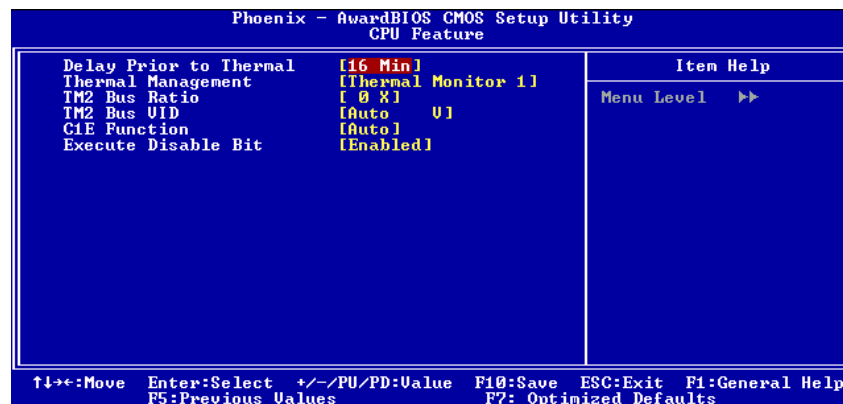 Phoenix - AwardBIOS CMOS Setup Utility
CPU Feature
Delay Prior to Thermal [16 Min]
Thermal Management [Thermal Monitor 1]
TM2 Bus Ratio [ 0 X]
TM2 Bus VID [Auto V]
C1E Function [Auto]
Execute Disable Bit [Enabled]
Item Help
Menu Level ▶▶
↑↓→←:Move Enter:Select +/-/PU/PD:Value F10:Save ESC:Exit F1:General Help
F5:Previous Values F7: Optimized Defaults